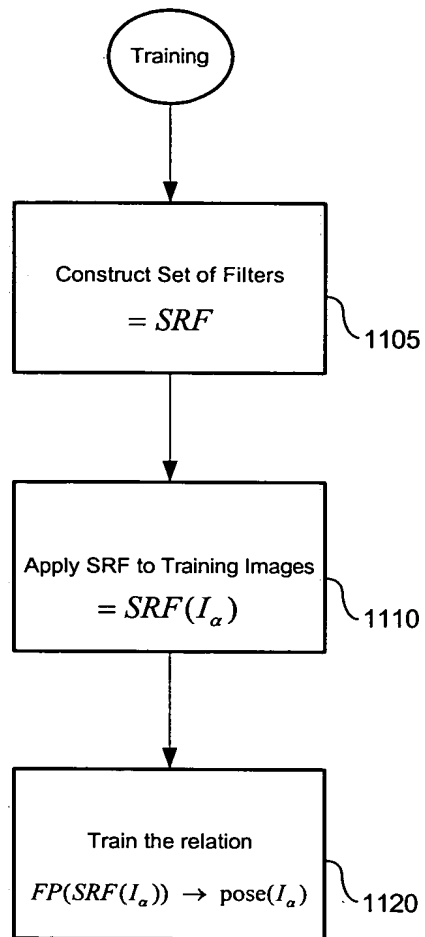 Training
Construct Set of Filters
= SRF
1105
Apply SRF to Training Images
= SRF(I_α)
1110
Train the relation
FP(SRF(I_α)) → pose(I_α)
1120